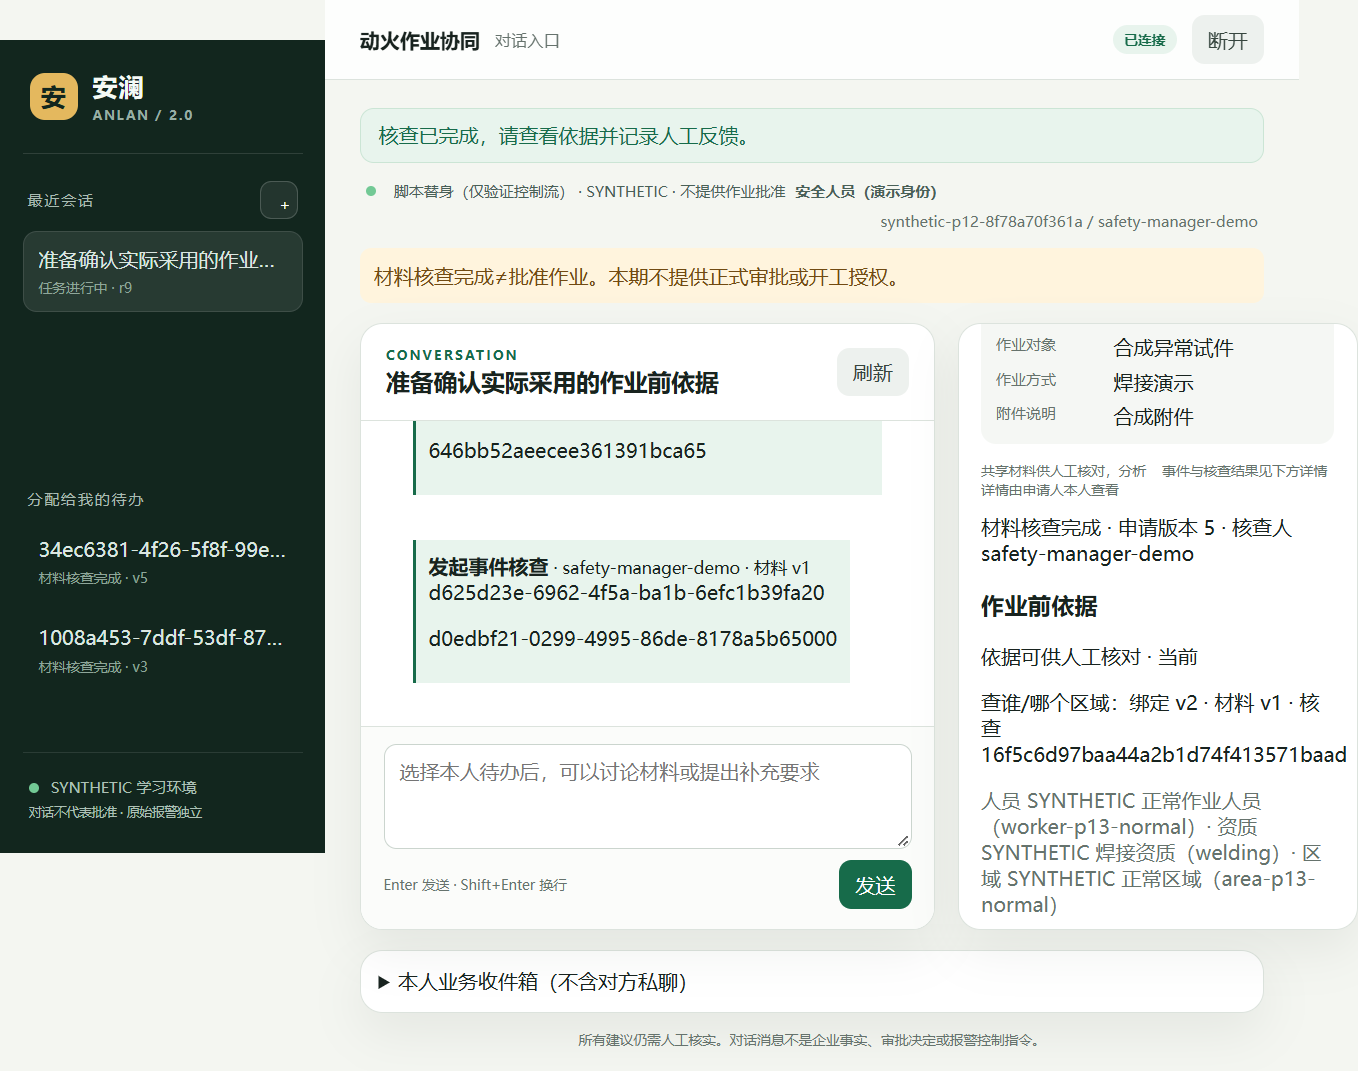 安
安澜
ANLAN / 2.0
最近会话
+
准备确认实际采用的作业...
任务进行中 · r9
分配给我的待办
34ec6381-4f26-5f8f-99e...
材料核查完成 · v5
1008a453-7ddf-53df-87...
材料核查完成 · v3
SYNTHETIC 学习环境
对话不代表批准 · 原始报警独立
动火作业协同 对话入口
已连接
断开
核查已完成，请查看依据并记录人工反馈。
脚本替身（仅验证控制流） · SYNTHETIC · 不提供作业批准 安全人员（演示身份）
synthetic-p12-8f78a70f361a / safety-manager-demo
材料核查完成≠批准作业。本期不提供正式审批或开工授权。
CONVERSATION
准备确认实际采用的作业前依据
刷新
646bb52aeecee361391bca65
发起事件核查 · safety-manager-demo · 材料 v1
d625d23e-6962-4f5a-ba1b-6efc1b39fa20
d0edbf21-0299-4995-86de-8178a5b65000
选择本人待办后，可以讨论材料或提出补充要求
Enter 发送 · Shift+Enter 换行
发送
作业对象 合成异常试件
作业方式 焊接演示
附件说明 合成附件
共享材料供人工核对，分析 事件与核查结果见下方详情
详情由申请人本人查看
材料核查完成 · 申请版本 5 · 核查人
safety-manager-demo
作业前依据
依据可供人工核对 · 当前
查谁/哪个区域：绑定 v2 · 材料 v1 · 核
查
16f5c6d97baa44a2b1d74f413571baad
人员 SYNTHETIC 正常作业人员
（worker-p13-normal）· 资质
SYNTHETIC 焊接资质（welding）· 区
域 SYNTHETIC 正常区域（area-p13-
normal）
▶ 本人业务收件箱（不含对方私聊）
所有建议仍需人工核实。对话消息不是企业事实、审批决定或报警控制指令。